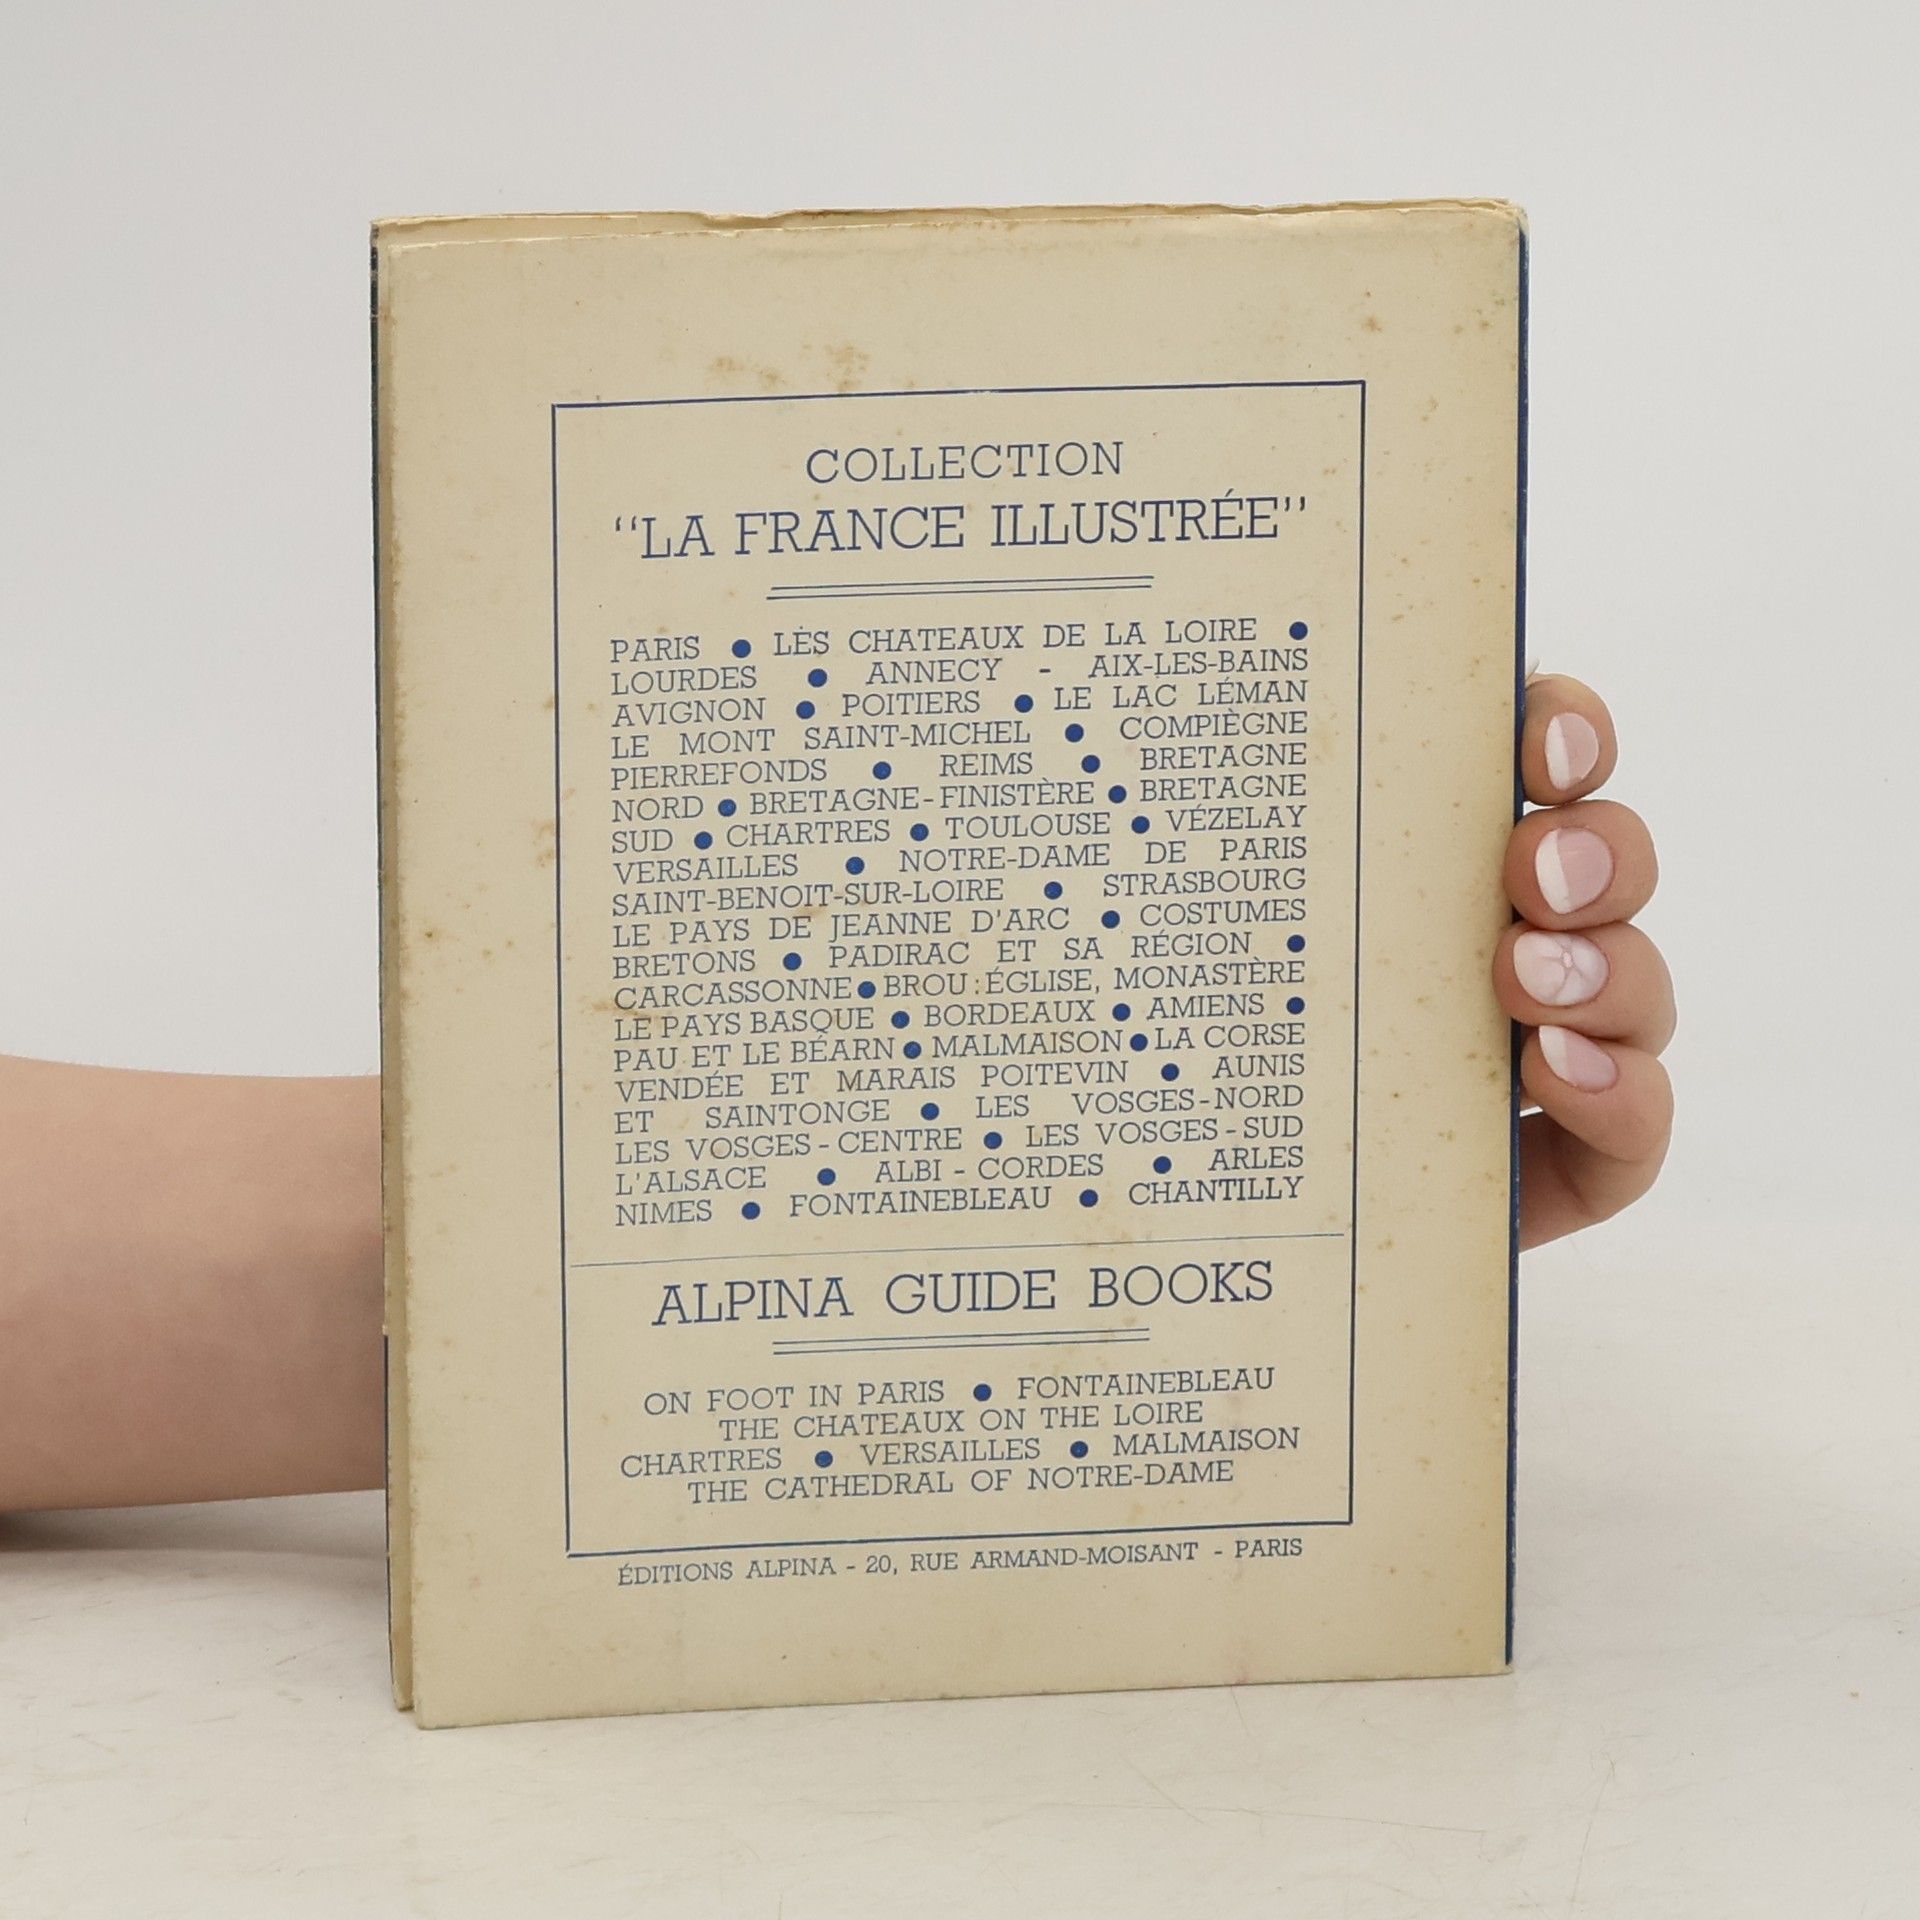 COLLECTION
"LA FRANCE ILLUSTRÉE"
PARIS ● LES CHATEAUX DE LA LOIRE ●
LOURDES ● ANNECY - AIX-LES-BAINS
AVIGNON ● POITIERS ● LE LAC LÉMAN
LE MONT SAINT-MICHEL ● COMPIÈGNE
PIERREFONDS ● REIMS ● BRETAGNE
NORD ● BRETAGNE-FINISTÈRE ● BRETAGNE
SUD ● CHARTRES ● TOULOUSE ● VÉZELAY
VERSAILLES ● NOTRE-DAME DE PARIS
SAINT-BENOIT-SUR-LOIRE ● STRASBOURG
LE PAYS DE JEANNE D'ARC ● COSTUMES
BRETONS ● PADIRAC ET SA RÉGION ●
CARCASSONNE ● BROU : ÉGLISE, MONASTÈRE
LE PAYS BASQUE ● BORDEAUX ● AMIENS ●
PAU ET LE BÉARN ● MALMAISON ● LA CORSE
VENDÉE ET MARAIS POITEVIN ● AUNIS
ET SAINTONGE ● LES VOSGES-NORD
LES VOSGES-CENTRE ● LES VOSGES-SUD
L'ALSACE ● ALBI - CORDES ● ARLES
NIMES ● FONTAINEBLEAU ● CHANTILLY
ALPINA GUIDE BOOKS
ON FOOT IN PARIS ● FONTAINEBLEAU
THE CHATEAUX ON THE LOIRE
CHARTRES ● VERSAILLES ● MALMAISON
THE CATHEDRAL OF NOTRE-DAME
ÉDITIONS ALPINA - 20, RUE ARMAND-MOISANT - PARIS